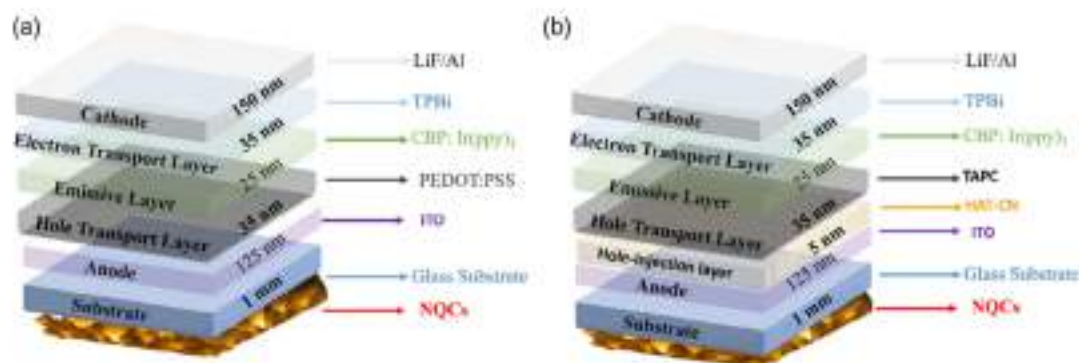 (a)
LiF/Al
150 nm
Cathode
TPBi
35 nm
Electron Transport Layer
CBP: Ir(ppy)₃
25 nm
Emissive Layer
PEDOT:PSS
Hole Transport Layer
ITO
125 nm
Anode
Glass Substrate
1 mm
Substrate
NQCs
(b)
LiF/Al
150 nm
Cathode
TPBi
35 nm
Electron Transport Layer
CBP: Ir(ppy)₃
25 nm
Emissive Layer
TAPC
35 nm
Hole Transport Layer
HAT-CN
5 nm
Hole-injection layer
ITO
125 nm
Anode
Glass Substrate
1 mm
Substrate
NQCs